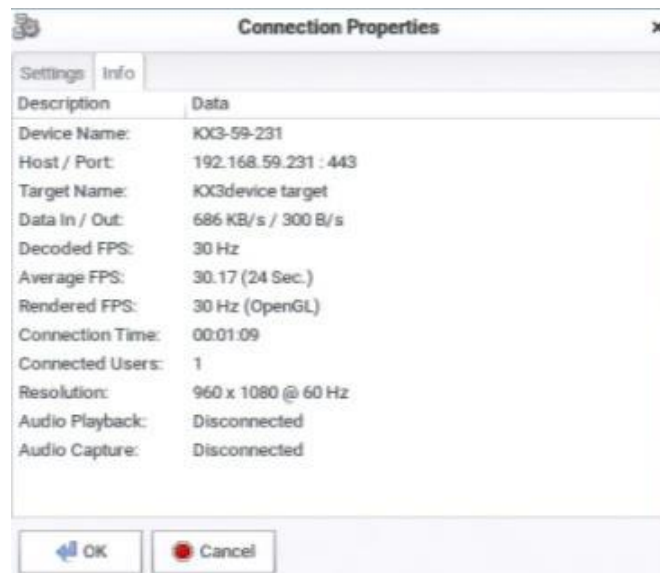 Connection Properties
Settings Info
Description Data
Device Name: KX3-59-231
Host / Port: 192.168.59.231 : 443
Target Name: KX3device target
Data In / Out: 686 KB/s / 300 B/s
Decoded FPS: 30 Hz
Average FPS: 30.17 (24 Sec.)
Rendered FPS: 30 Hz (OpenGL)
Connection Time: 00:01:09
Connected Users: 1
Resolution: 960 x 1080 @ 60 Hz
Audio Playback: Disconnected
Audio Capture: Disconnected
OK Cancel